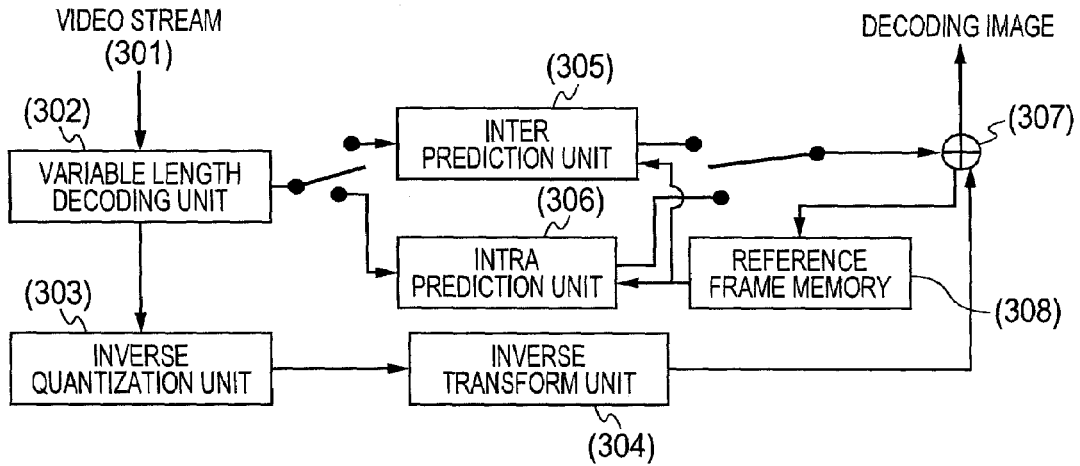 VIDEO STREAM
(301)
DECODING IMAGE
(302)
(305)
(307)
VARIABLE LENGTH
DECODING UNIT
INTER
PREDICTION UNIT
(306)
INTRA
PREDICTION UNIT
REFERENCE
FRAME MEMORY
(308)
(303)
INVERSE
QUANTIZATION UNIT
INVERSE
TRANSFORM UNIT
(304)